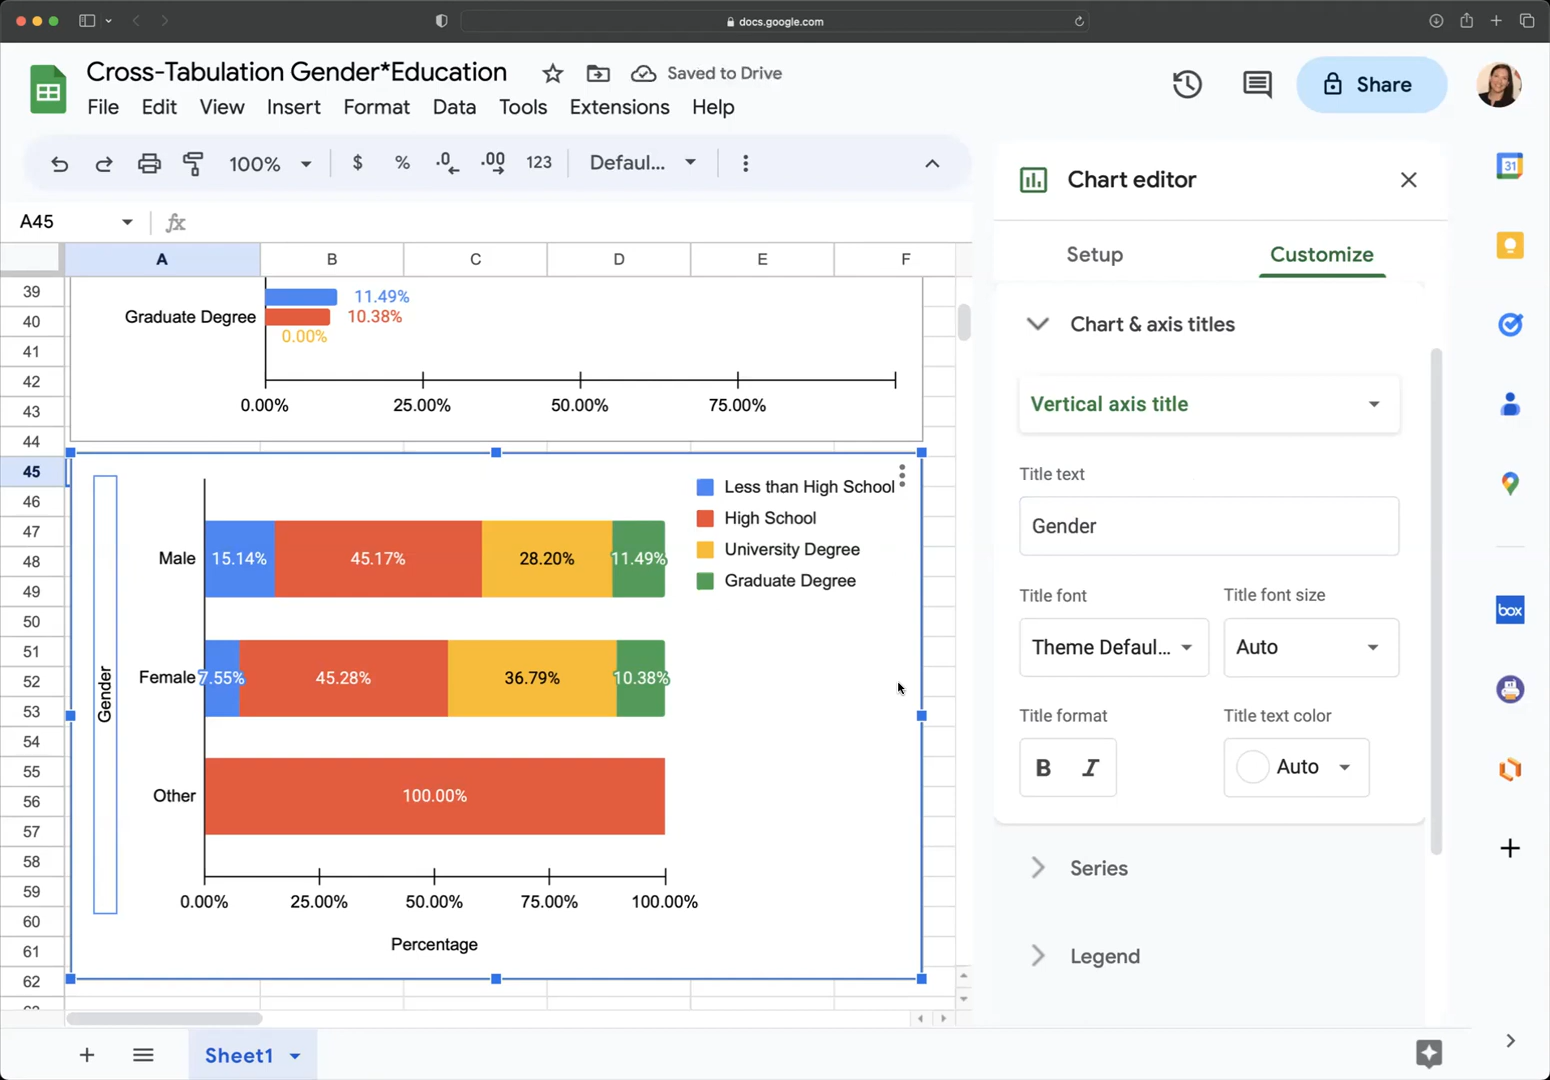 docs.google.com
Cross-Tabulation Gender*Education
Saved to Drive
File Edit View Insert Format Data Tools Extensions Help
Share
100% $ % .0 .00 123 Defaul...
31
A45 fx
A B C D E F
39
40
41
42
43
44
45
46
47
48
49
50
51
52
53
54
55
56
57
58
59
60
61
62
Graduate Degree
11.49%
10.38%
0.00%
0.00% 25.00% 50.00% 75.00%
Less than High School
High School
University Degree
Graduate Degree
Male 15.14% 45.17% 28.20% 11.49%
Female 7.55% 45.28% 36.79% 10.38%
Other 100.00%
Gender
0.00% 25.00% 50.00% 75.00% 100.00%
Percentage
Chart editor
Setup Customize
Chart & axis titles
Vertical axis title
Title text
Gender
Title font Title font size
Theme Defaul... Auto
Title format Title text color
B I Auto
Series
Legend
box
Sheet1